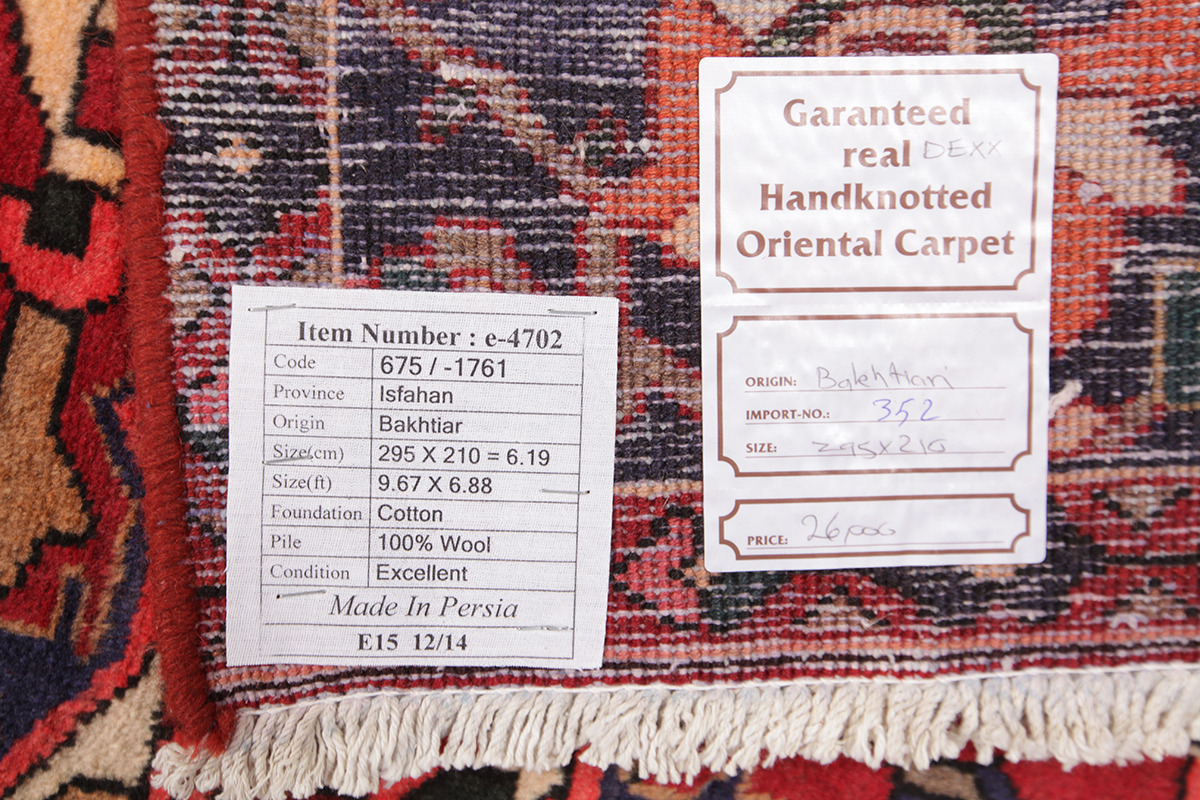 Item Number : e-4702
Code 675 / -1761
Province Isfahan
Origin Bakhtiar
Size(cm) 295 X 210 = 6.19
Size(ft) 9.67 X 6.88
Foundation Cotton
Pile 100% Wool
Condition Excellent
Made In Persia
E15 12/14
Garanteed
real DEXX
Handknotted
Oriental Carpet
ORIGIN: Bakhtiari
IMPORT-NO.: 352
SIZE: 295X210
PRICE: 26,000